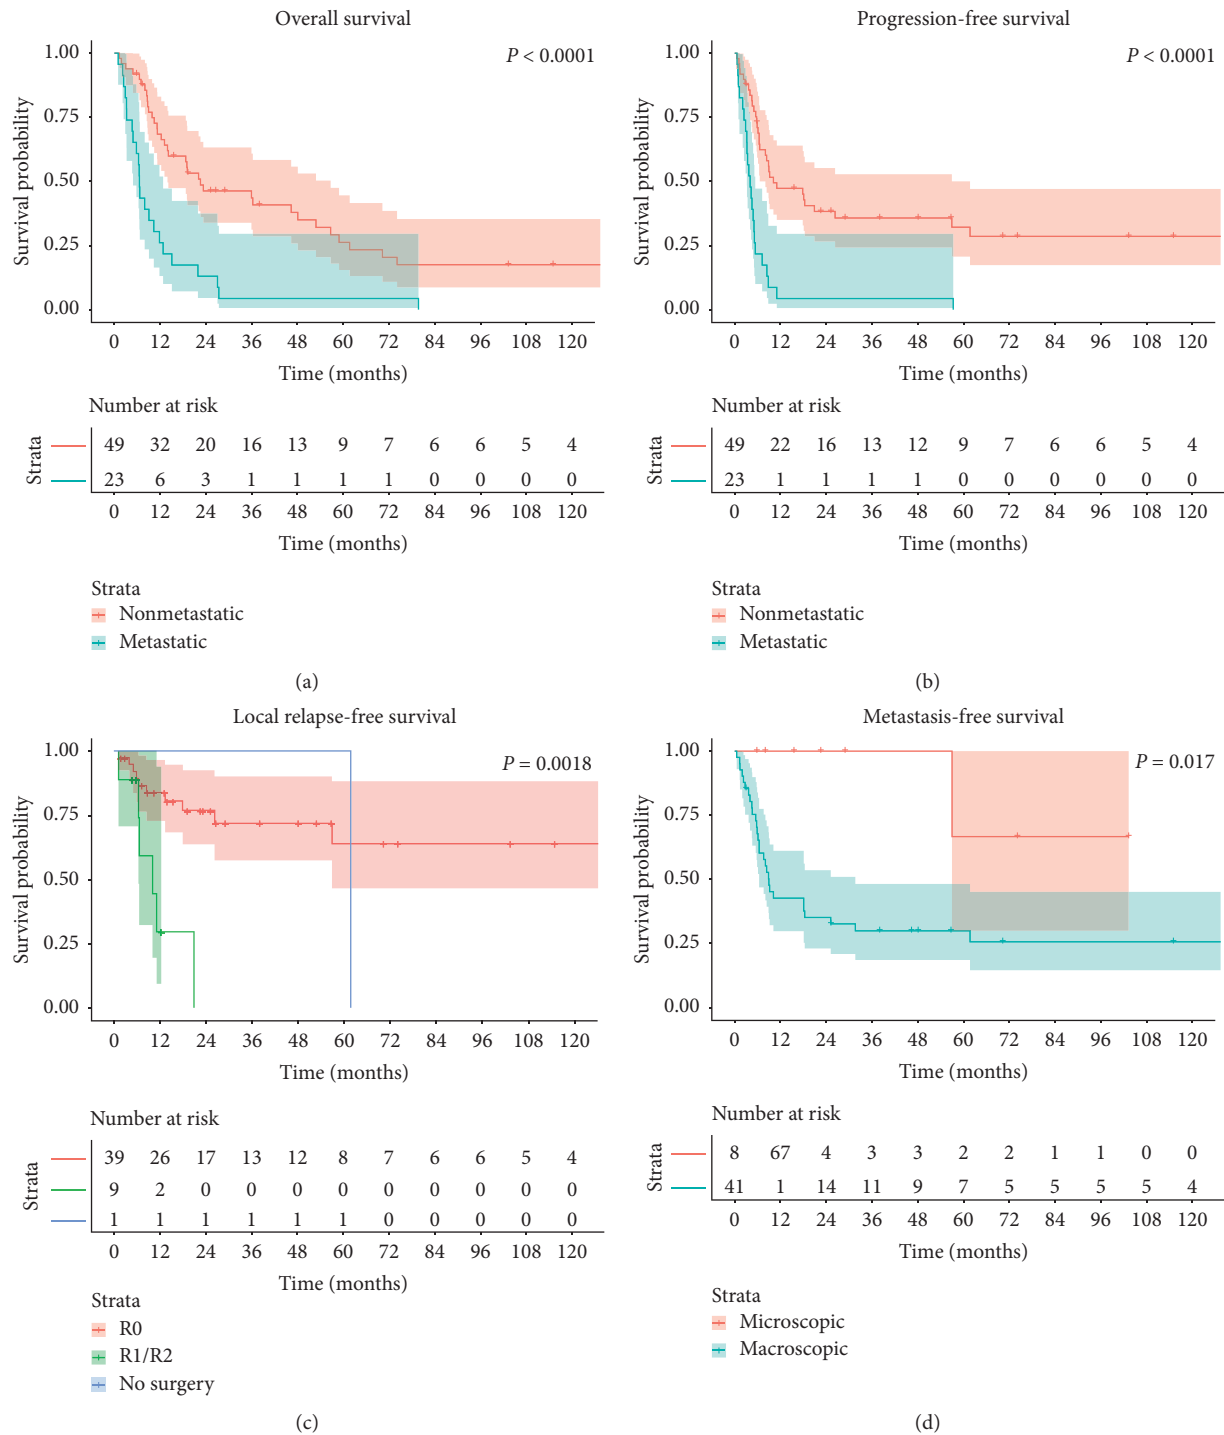 Overall survival
P < 0.0001
1.00
0.75
0.50
0.25
0.00
Survival probability
0 12 24 36 48 60 72 84 96 108 120
Time (months)
Number at risk
Strata
49 32 20 16 13 9 7 6 6 5 4
23 6 3 1 1 1 1 0 0 0 0
0 12 24 36 48 60 72 84 96 108 120
Time (months)
Strata
Nonmetastatic
Metastatic
(a)
Progression-free survival
P < 0.0001
1.00
0.75
0.50
0.25
0.00
Survival probability
0 12 24 36 48 60 72 84 96 108 120
Time (months)
Number at risk
Strata
49 22 16 13 12 9 7 6 6 5 4
23 1 1 1 1 0 0 0 0 0 0
0 12 24 36 48 60 72 84 96 108 120
Time (months)
Strata
Nonmetastatic
Metastatic
(b)
Local relapse-free survival
P = 0.0018
1.00
0.75
0.50
0.25
0.00
Survival probability
0 12 24 36 48 60 72 84 96 108 120
Time (months)
Number at risk
Strata
39 26 17 13 12 8 7 6 6 5 4
9 2 0 0 0 0 0 0 0 0 0
1 1 1 1 1 1 0 0 0 0 0
0 12 24 36 48 60 72 84 96 108 120
Time (months)
Strata
R0
R1/R2
No surgery
(c)
Metastasis-free survival
P = 0.017
1.00
0.75
0.50
0.25
0.00
Survival probability
0 12 24 36 48 60 72 84 96 108 120
Time (months)
Number at risk
Strata
8 67 4 3 3 2 2 1 1 0 0
41 1 14 11 9 7 5 5 5 5 4
0 12 24 36 48 60 72 84 96 108 120
Time (months)
Strata
Microscopic
Macroscopic
(d)